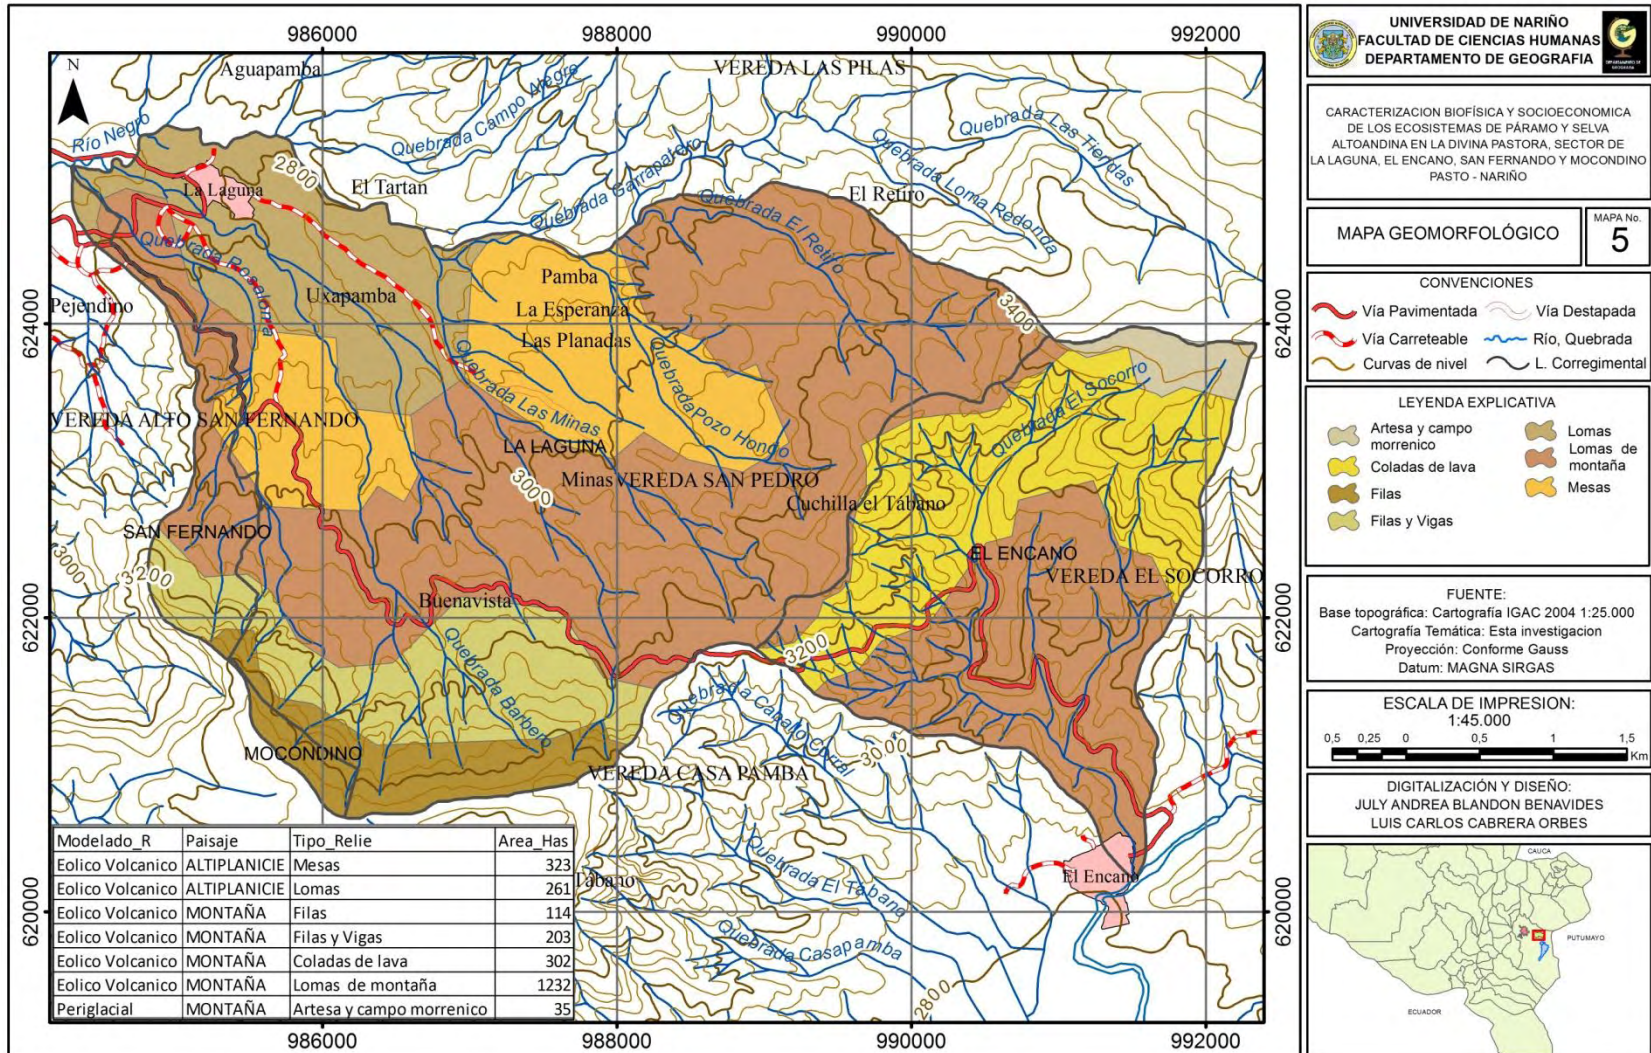 986000
988000
990000
992000
N
Aguapamba
VEREDA LAS PILAS
Río Negro
Quebrada Campo Alegre
Quebrada Las Tiendas
2800
La Laguna
El Tartan
Quebrada Garrapatero
Quebrada Loma Redonda
El Retiro
Quebrada El Retiro
Quebrada Rosaloma
Pamba
Uxapamba
La Esperanza
Pejendino
624000
624000
3400
Las Planadas
Quebrada Las Minas
Quebrada Pozo Hondo
Quebrada El Socorro
VEREDA ALTO SAN FERNANDO
LA LAGUNA
Minas
VEREDA SAN PEDRO
3000
Cuchilla el Tábano
SAN FERNANDO
EL ENCANO
VEREDA EL SOCORRO
3000
3200
622000
622000
Buenavista
Quebrada Barbero
3200
Quebrada Caballo Corral
MOCONDINO
3000
VEREDA CASA PAMBA
Tábano
Quebrada El Tábano
El Encano
620000
620000
Quebrada Casapamba
2800
Modelado_R Paisaje Tipo_Relie Area_Has
Eolico Volcanico ALTIPLANICIE Mesas 323
Eolico Volcanico ALTIPLANICIE Lomas 261
Eolico Volcanico MONTAÑA Filas 114
Eolico Volcanico MONTAÑA Filas y Vigas 203
Eolico Volcanico MONTAÑA Coladas de lava 302
Eolico Volcanico MONTAÑA Lomas de montaña 1232
Periglacial MONTAÑA Artesa y campo morrenico 35
986000
988000
990000
992000
UNIVERSIDAD DE NARIÑO
FACULTAD DE CIENCIAS HUMANAS
DEPARTAMENTO DE GEOGRAFIA
CARACTERIZACION BIOFÍSICA Y SOCIOECONOMICA
DE LOS ECOSISTEMAS DE PÁRAMO Y SELVA
ALTOANDINA EN LA DIVINA PASTORA, SECTOR DE
LA LAGUNA, EL ENCANO, SAN FERNANDO Y MOCONDINO
PASTO - NARIÑO
MAPA GEOMORFOLÓGICO
MAPA No.
5
CONVENCIONES
Vía Pavimentada
Vía Destapada
Vía Carreteable
Río, Quebrada
Curvas de nivel
L. Corregimental
LEYENDA EXPLICATIVA
Artesa y campo
morrenico
Coladas de lava
Filas
Filas y Vigas
Lomas
Lomas de
montaña
Mesas
FUENTE:
Base topográfica: Cartografía IGAC 2004 1:25.000
Cartografía Temática: Esta investigacion
Proyección: Conforme Gauss
Datum: MAGNA SIRGAS
ESCALA DE IMPRESION:
1:45.000
0,5 0,25 0 0,5 1 1,5
Km
DIGITALIZACIÓN Y DISEÑO:
JULY ANDREA BLANDON BENAVIDES
LUIS CARLOS CABRERA ORBES
CAUCA
PUTUMAYO
ECUADOR